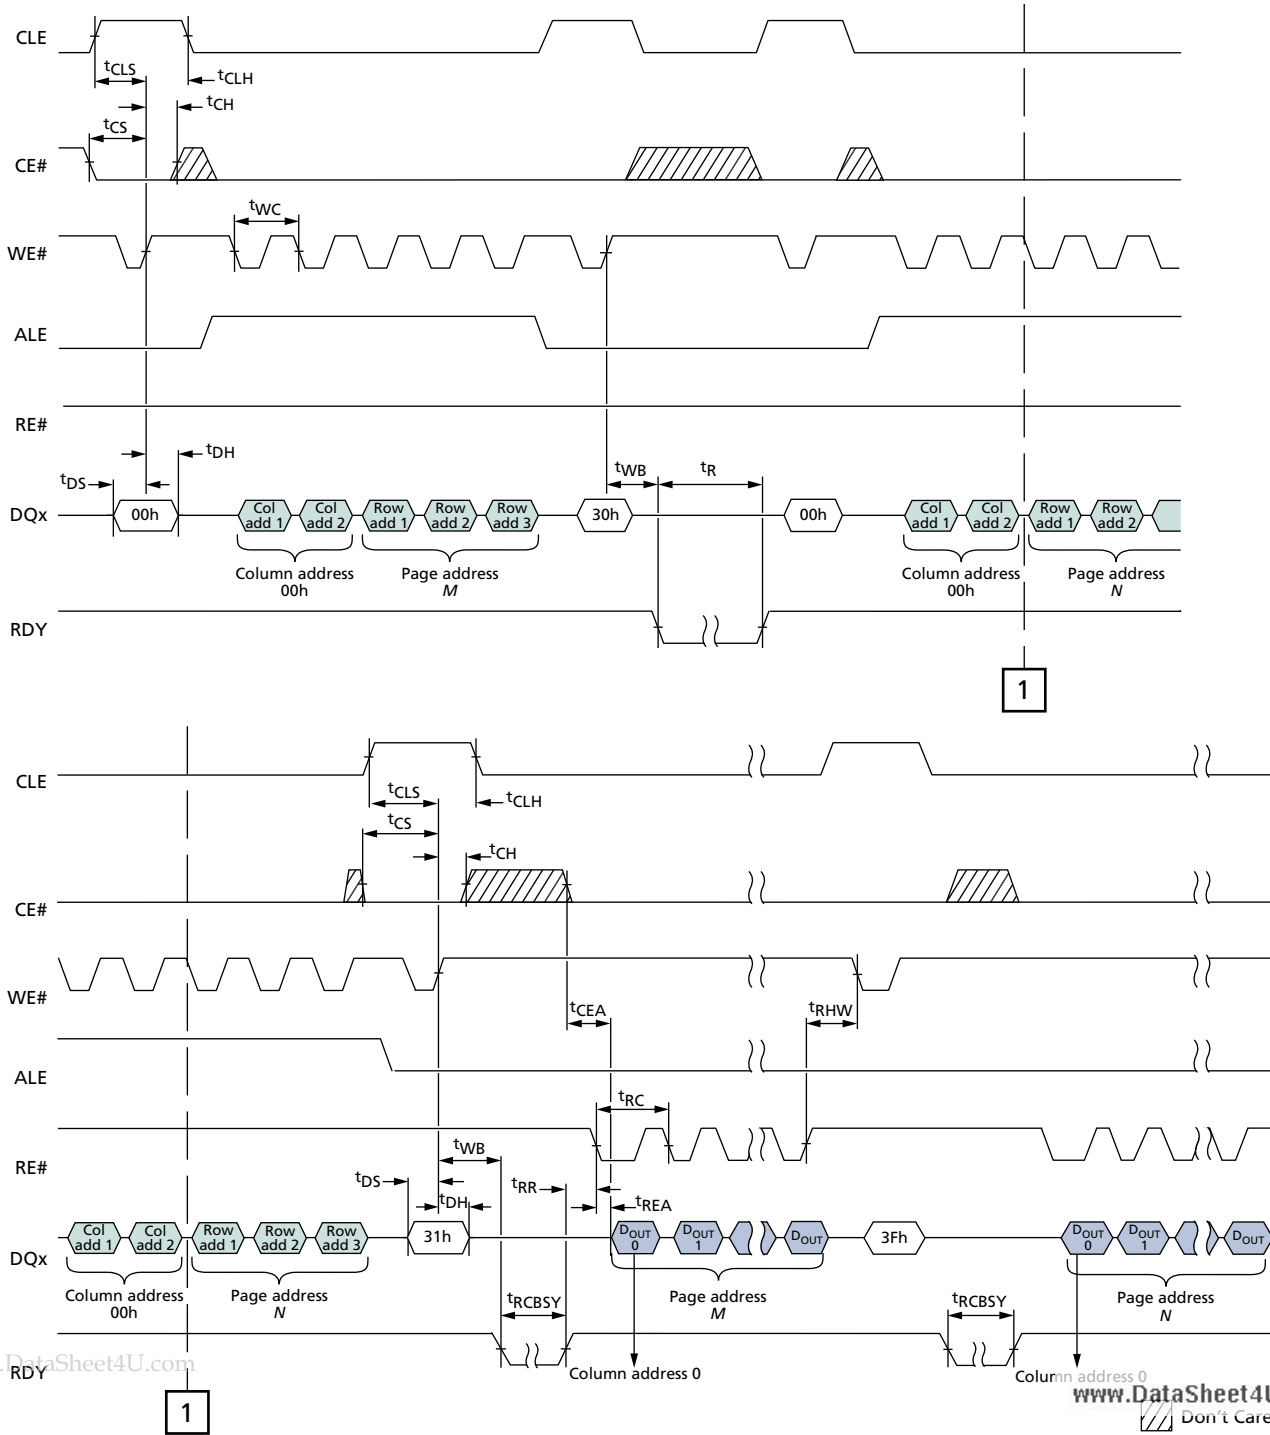 CLE
tCLS
tCLH
tCH
tCS
CE#
tWC
WE#
ALE
RE#
tDH
tDS
tWB
tR
DQx
00h
Col add 1
Col add 2
Row add 1
Row add 2
Row add 3
30h
00h
Col add 1
Col add 2
Row add 1
Row add 2
Column address
00h
Page address
M
Column address
00h
Page address
N
RDY
1
CLE
tCLS
tCLH
tCS
tCH
CE#
WE#
tCEA
tRHW
ALE
tRC
RE#
tWB
tDS
tDH
tRR
tREA
DQx
Col add 1
Col add 2
Row add 1
Row add 2
Row add 3
31h
DOUT 0
DOUT 1
DOUT
3Fh
DOUT 0
DOUT 1
DOUT
Column address
00h
Page address
N
tRCBSY
Page address
M
tRCBSY
Page address
N
RDY
.DataSheet4U.com
Column address 0
Column address 0
www.DataSheet4U
Don't Care
1